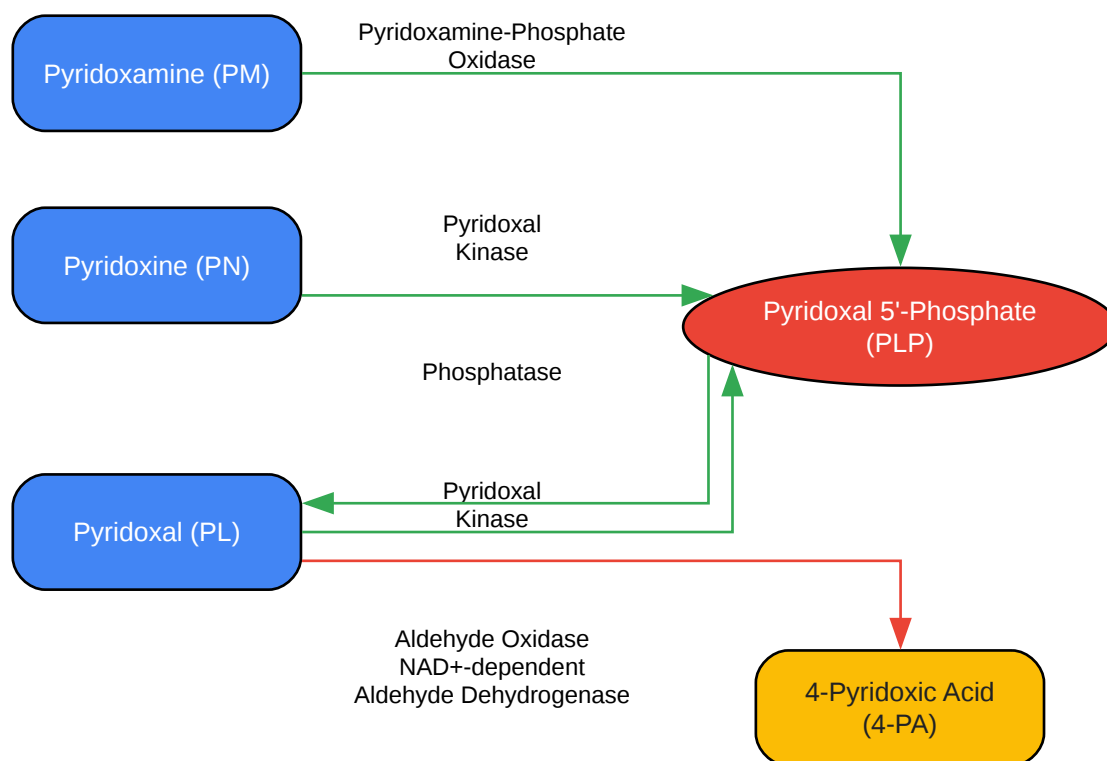 Pyridoxamine-Phosphate
Oxidase
Pyridoxamine (PM)
Pyridoxal
Kinase
Pyridoxine (PN)
Pyridoxal 5'-Phosphate
(PLP)
Phosphatase
Pyridoxal
Kinase
Pyridoxal (PL)
Aldehyde Oxidase
NAD+-dependent
Aldehyde Dehydrogenase
4-Pyridoxic Acid
(4-PA)